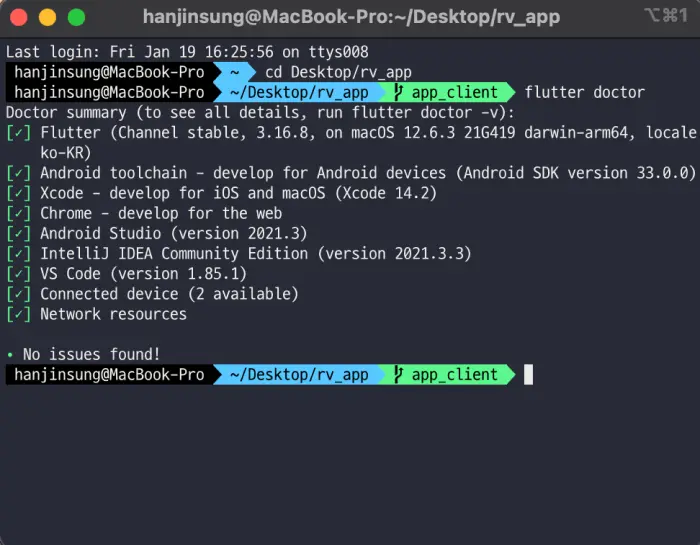 hanjinsung@MacBook-Pro:~/Desktop/rv_app ⌥⌘1
Last login: Fri Jan 19 16:25:56 on ttys008
hanjinsung@MacBook-Pro ~ cd Desktop/rv_app
hanjinsung@MacBook-Pro ~/Desktop/rv_app app_client flutter doctor
Doctor summary (to see all details, run flutter doctor -v):
[✓] Flutter (Channel stable, 3.16.8, on macOS 12.6.3 21G419 darwin-arm64, locale
ko-KR)
[✓] Android toolchain - develop for Android devices (Android SDK version 33.0.0)
[✓] Xcode - develop for iOS and macOS (Xcode 14.2)
[✓] Chrome - develop for the web
[✓] Android Studio (version 2021.3)
[✓] IntelliJ IDEA Community Edition (version 2021.3.3)
[✓] VS Code (version 1.85.1)
[✓] Connected device (2 available)
[✓] Network resources
• No issues found!
hanjinsung@MacBook-Pro ~/Desktop/rv_app app_client